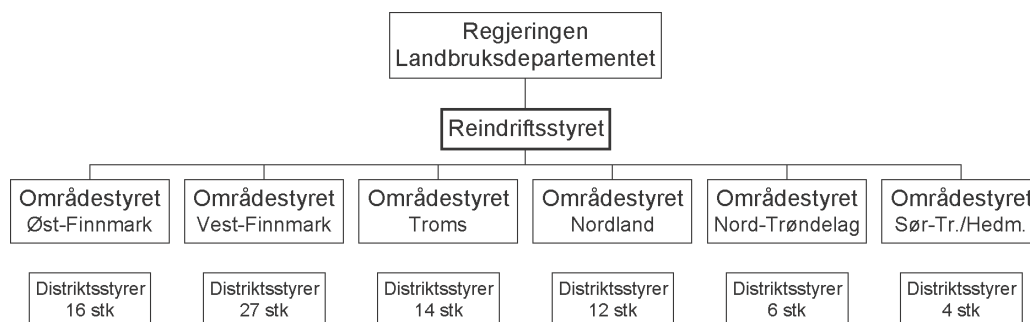 Regjeringen
Landbruksdepartementet
Reindriftsstyret
Områdestyret
Øst-Finnmark
Områdestyret
Vest-Finnmark
Områdestyret
Troms
Områdestyret
Nordland
Områdestyret
Nord-Trøndelag
Områdestyret
Sør-Tr./Hedm.
Distriktsstyrer
16 stk
Distriktsstyrer
27 stk
Distriktsstyrer
14 stk
Distriktsstyrer
12 stk
Distriktsstyrer
6 stk
Distriktsstyrer
4 stk